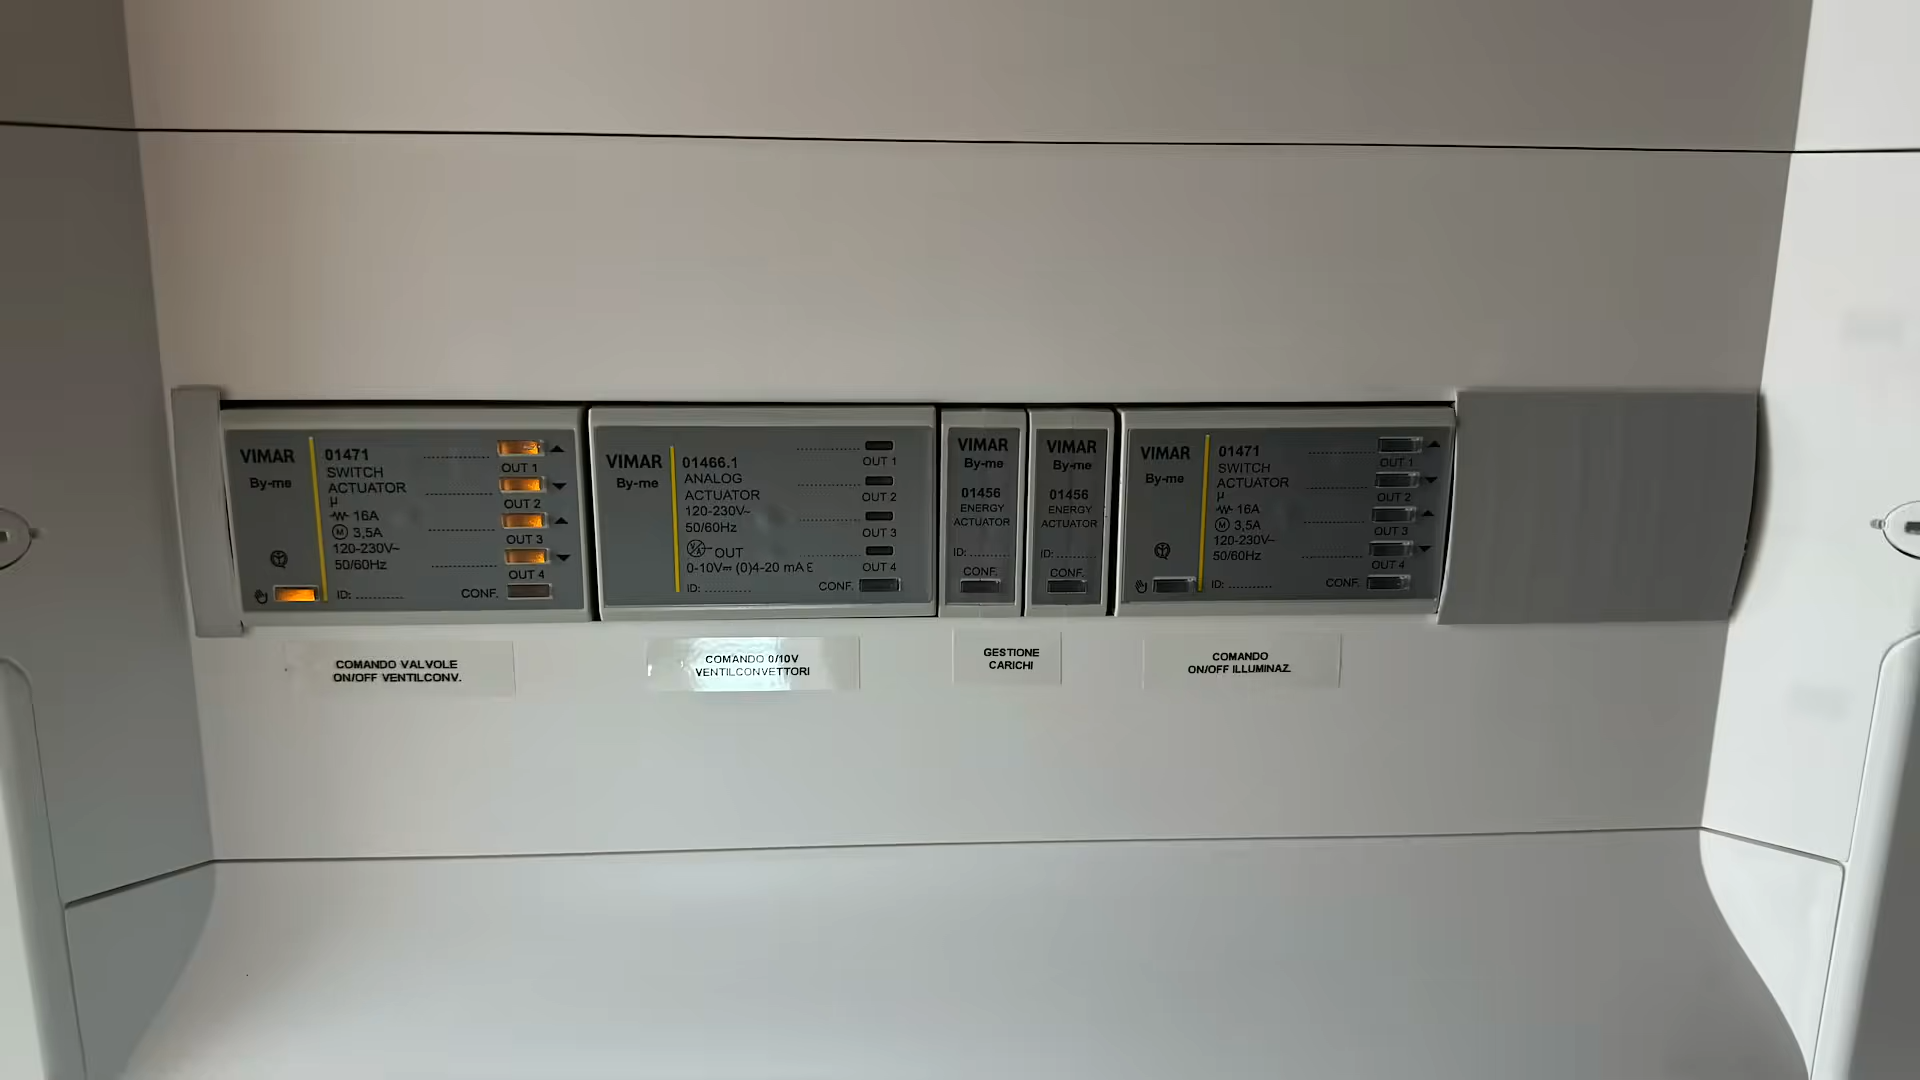 VIMAR
By-me
01471
SWITCH
ACTUATOR
µ
16A
M 3,5A
120-230V~
50/60Hz
ID: ............
OUT 1
OUT 2
OUT 3
OUT 4
CONF.
VIMAR
By-me
01466.1
ANALOG
ACTUATOR
120-230V~
50/60Hz
OUT
0-10V⎓ (0)4-20 mA
ID: ............
OUT 1
OUT 2
OUT 3
OUT 4
CONF.
VIMAR
By-me
01456
ENERGY
ACTUATOR
ID: ............
CONF.
VIMAR
By-me
01456
ENERGY
ACTUATOR
ID: ............
CONF.
VIMAR
By-me
01471
SWITCH
ACTUATOR
µ
16A
M 3,5A
120-230V~
50/60Hz
ID: ............
OUT 1
OUT 2
OUT 3
OUT 4
CONF.
COMANDO VALVOLE
ON/OFF VENTILCONV.
COMANDO 0/10V
VENTILCONVETTORI
GESTIONE
CARICHI
COMANDO
ON/OFF ILLUMINAZ.